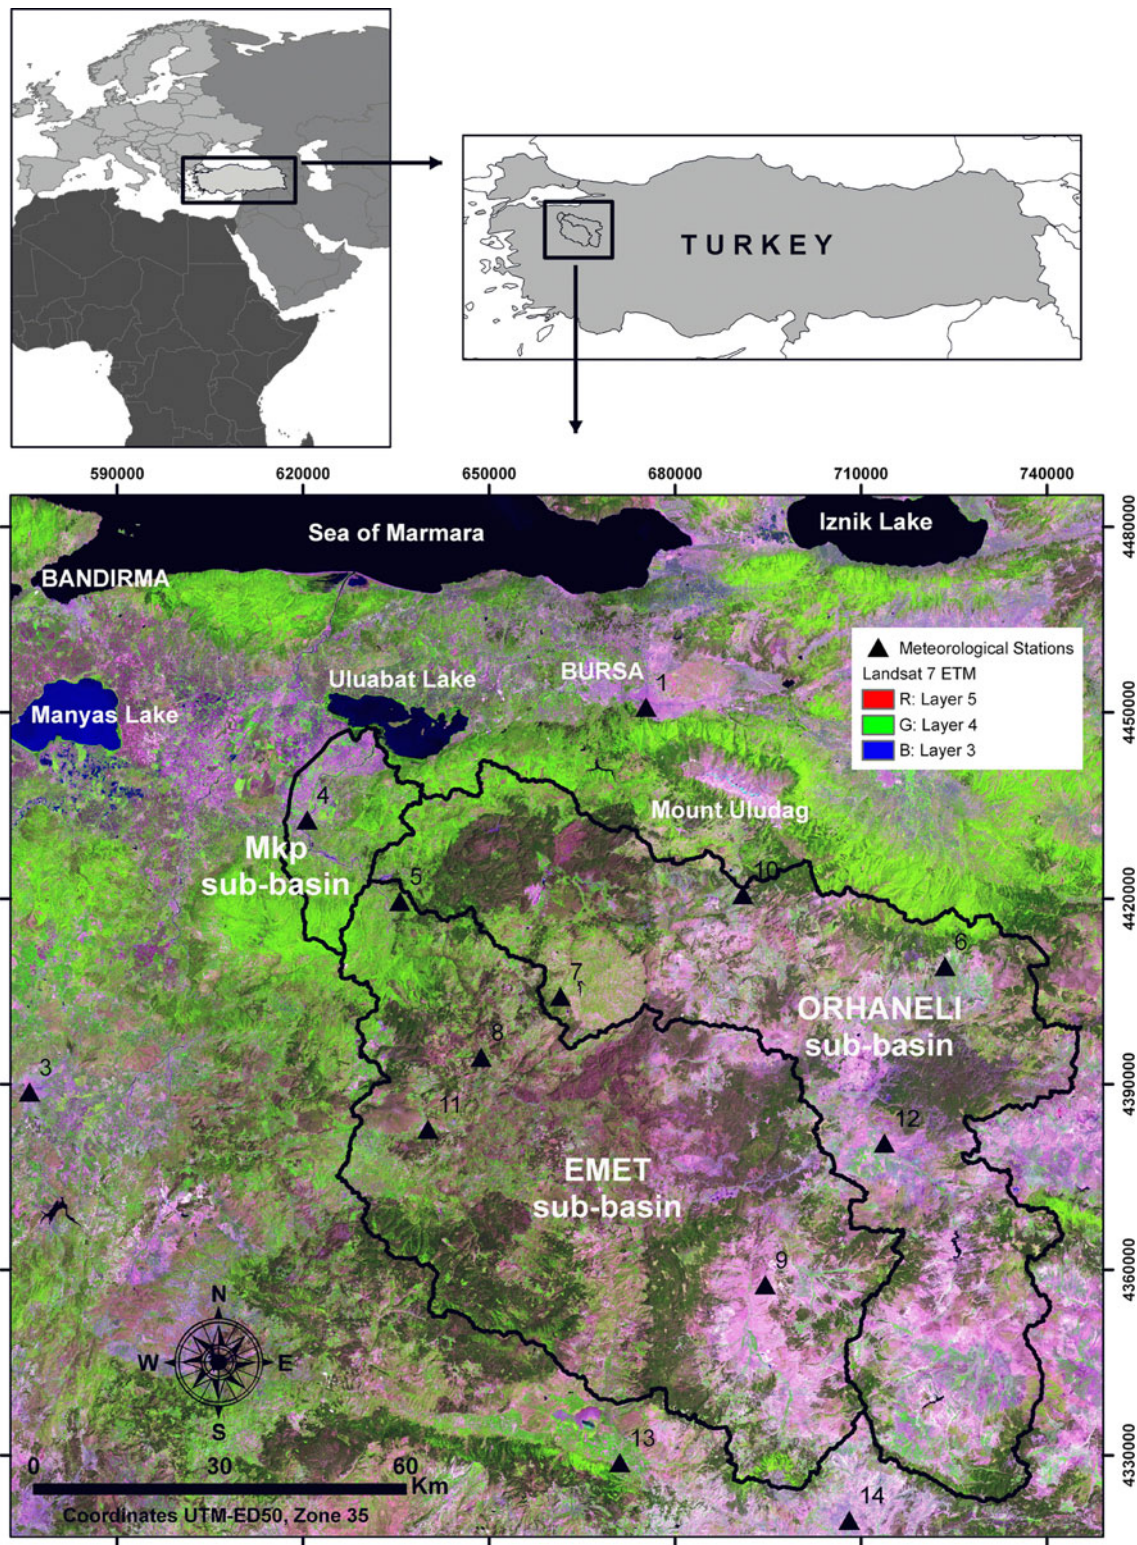 TURKEY
590000 620000 650000 680000 710000 740000
4480000
4450000
4420000
4390000
4360000
4330000
Sea of Marmara
Iznik Lake
BANDIRMA
Meteorological Stations
Landsat 7 ETM
R: Layer 5
G: Layer 4
B: Layer 3
BURSA
1
Uluabat Lake
Manyas Lake
4
Mount Uludag
Mkp
sub-basin
5
10
6
7
ORHANELI
sub-basin
8
3
11
12
EMET
sub-basin
9
N
W E
S
13
14
0 30 60
Km
Coordinates UTM-ED50, Zone 35